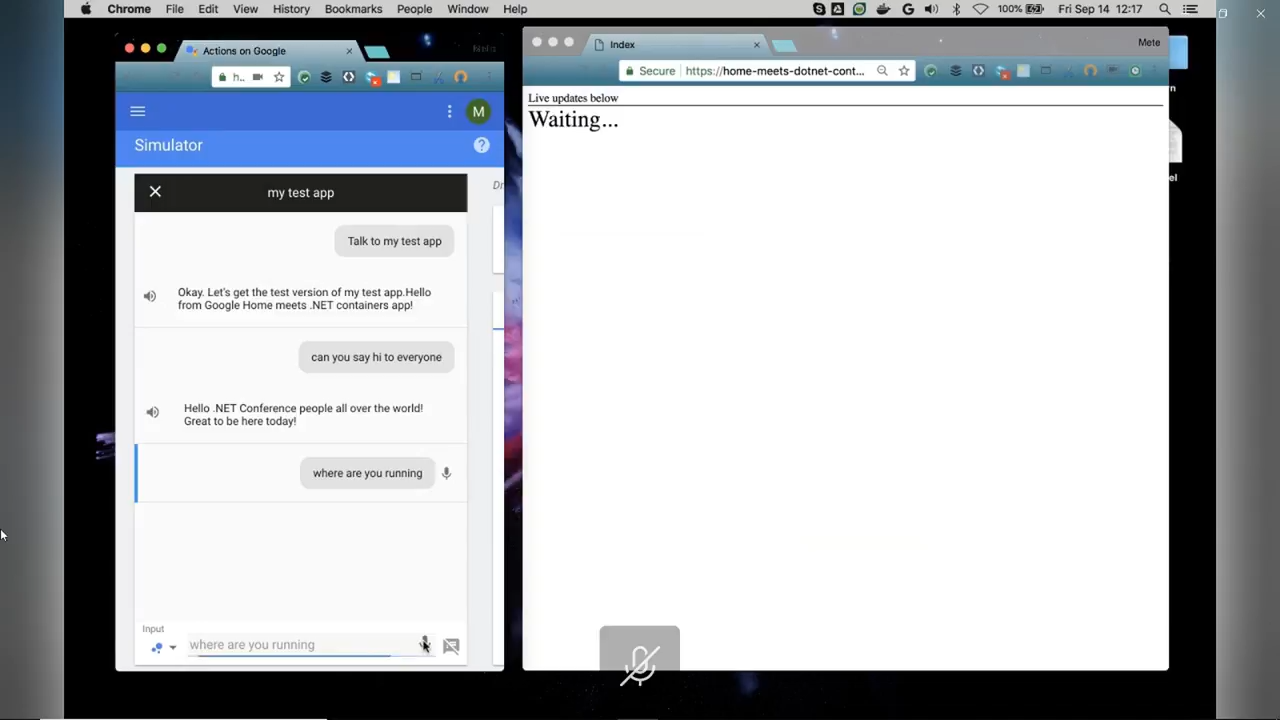 Chrome File Edit View History Bookmarks People Window Help 100% Fri Sep 14 12:17
Actions on Google
Index
Mete
h..
Secure https://home-meets-dotnet-cont...
Live updates below
Waiting...
M
Simulator
my test app
Talk to my test app
Okay. Let's get the test version of my test app.Hello
from Google Home meets .NET containers app!
can you say hi to everyone
Hello .NET Conference people all over the world!
Great to be here today!
where are you running
Input
where are you running